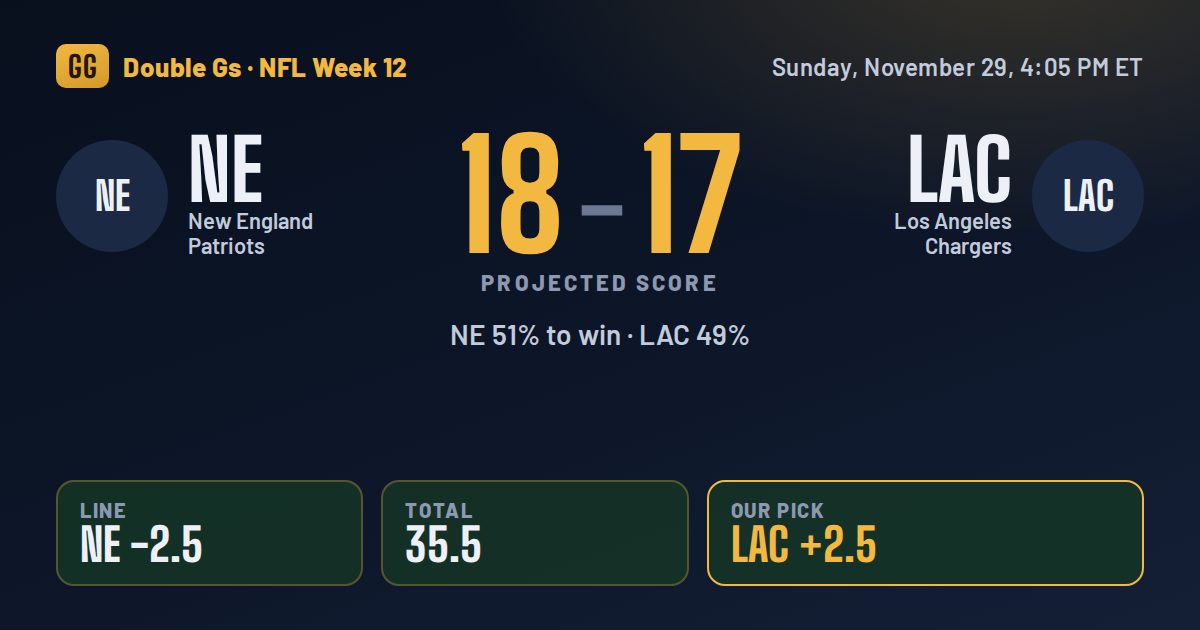 GG
Double Gs · NFL Week 12
Sunday, November 29, 4:05 PM ET
NE
NE
New England
Patriots
18 – 17
PROJECTED SCORE
NE 51% to win · LAC 49%
LAC
Los Angeles
Chargers
LAC
LINE
NE −2.5
TOTAL
35.5
OUR PICK
LAC +2.5